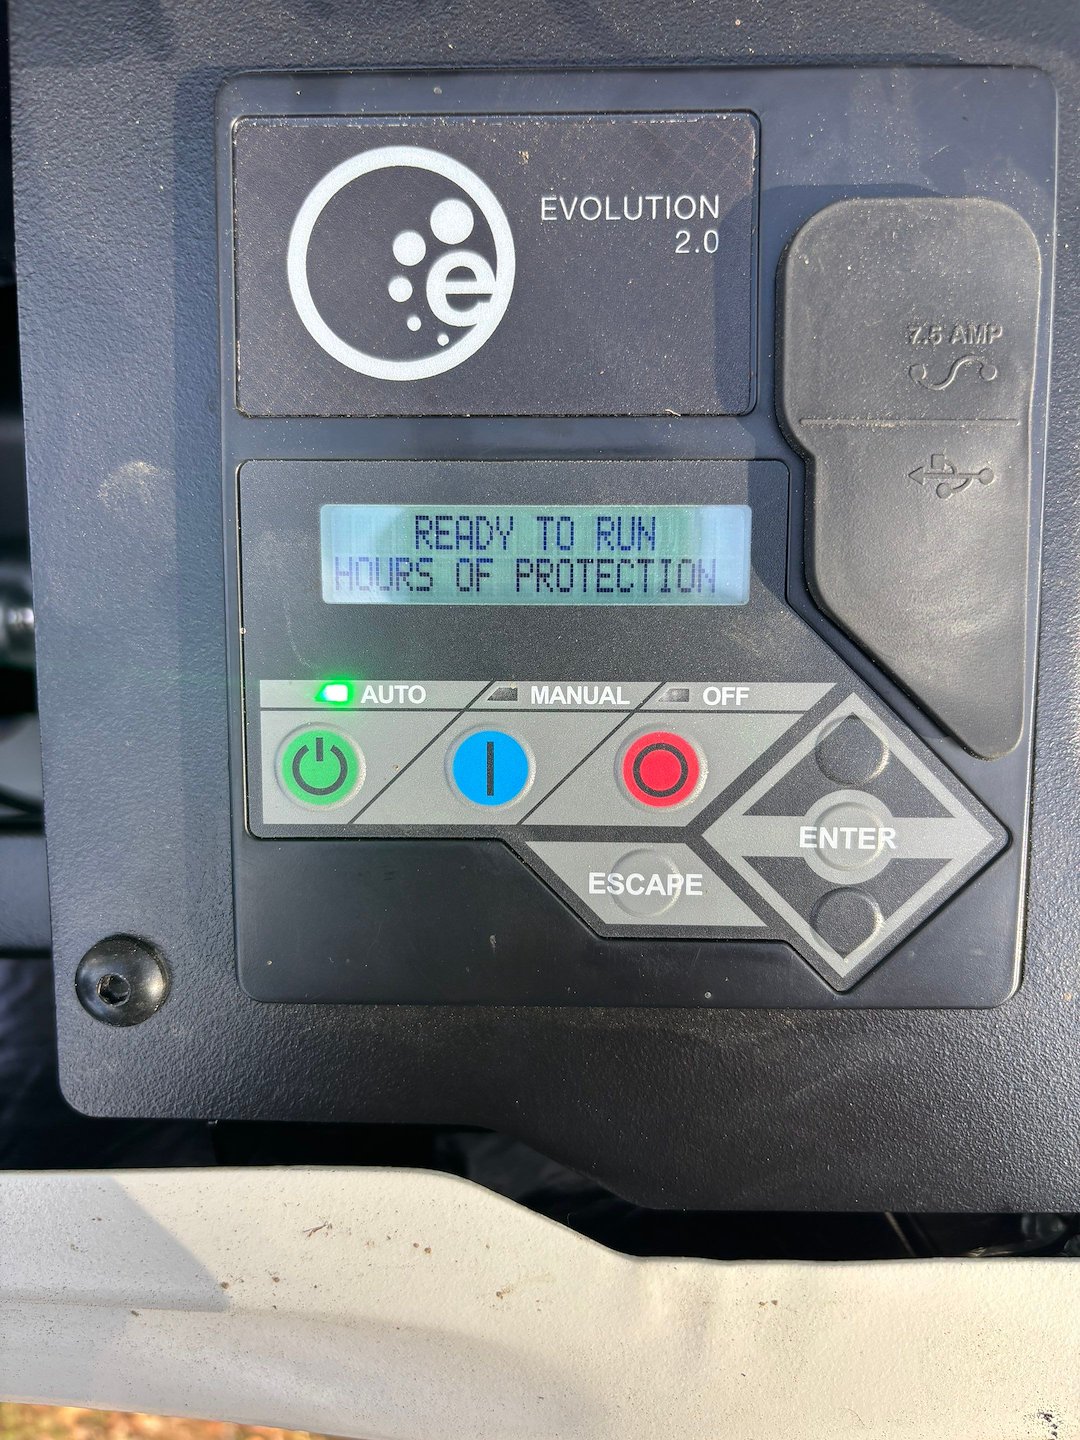 e
EVOLUTION
2.0
7.5 AMP
READY TO RUN
HOURS OF PROTECTION
AUTO
MANUAL
OFF
ENTER
ESCAPE